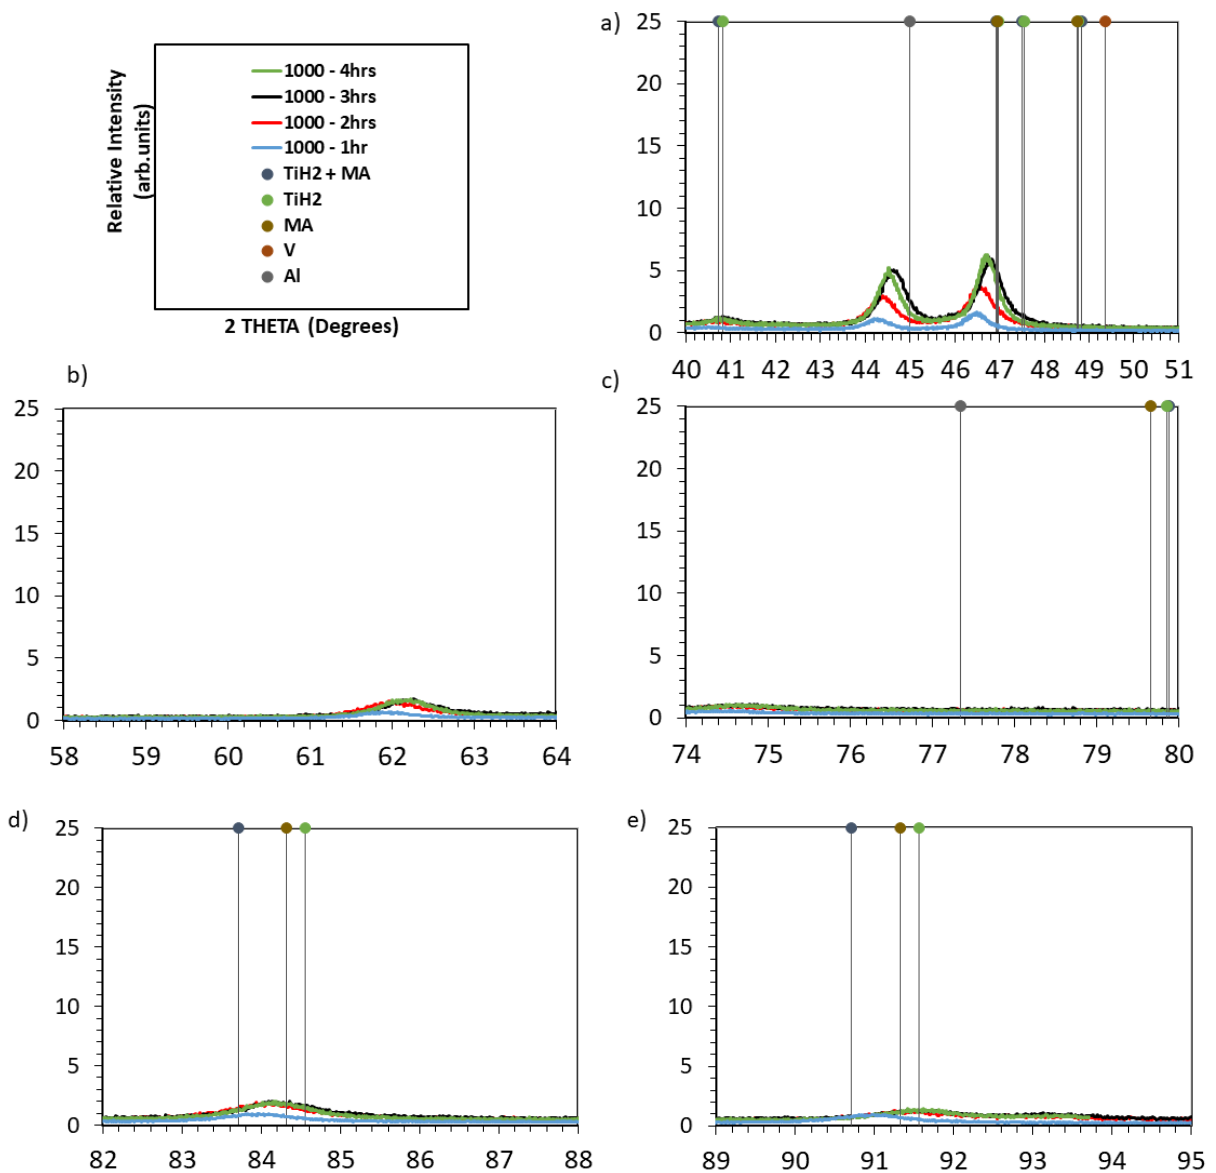 a)
Relative Intensity
(arb.units)
1000 - 4hrs
1000 - 3hrs
1000 - 2hrs
1000 - 1hr
TiH2 + MA
TiH2
MA
V
Al
2 THETA (Degrees)
25
20
15
10
5
0
40 41 42 43 44 45 46 47 48 49 50 51
b)
25
20
15
10
5
0
58 59 60 61 62 63 64
c)
25
20
15
10
5
0
74 75 76 77 78 79 80
d)
25
20
15
10
5
0
82 83 84 85 86 87 88
e)
25
20
15
10
5
0
89 90 91 92 93 94 95